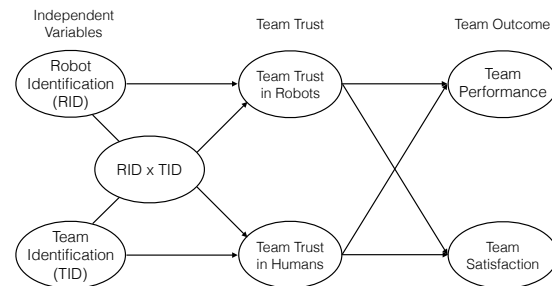 Independent
Variables
Team Trust
Team Outcome
Robot
Identification
(RID)
Team Trust
in Robots
Team
Performance
RID x TID
Team
Identification
(TID)
Team Trust
in Humans
Team
Satisfaction